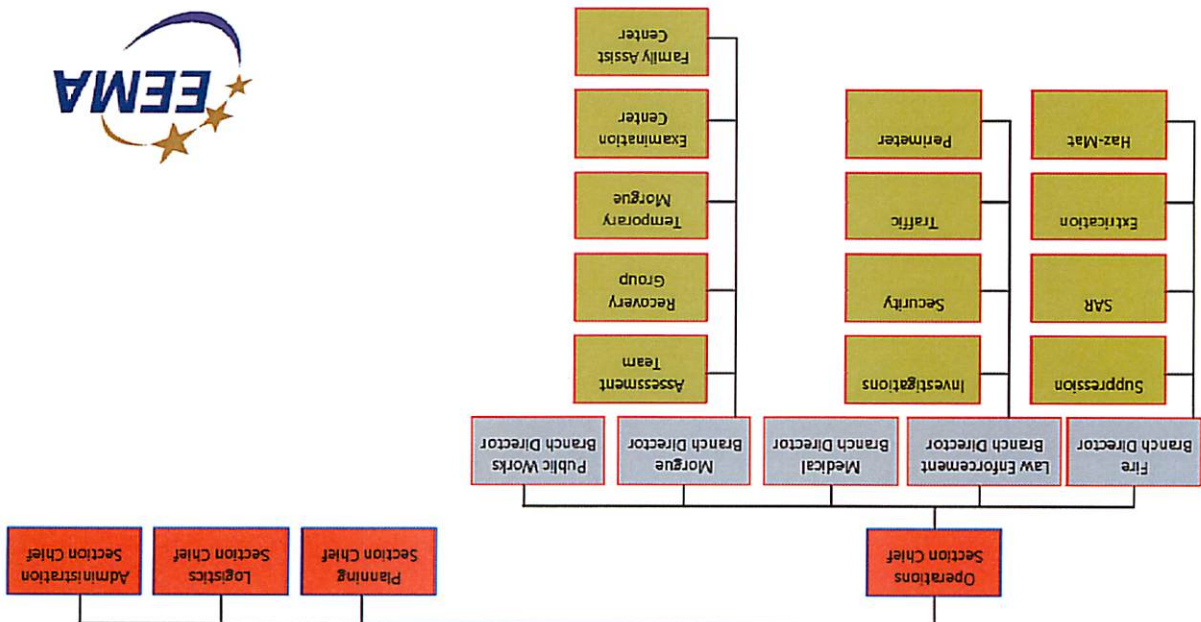 Operations
Section Chief
Planning
Section Chief
Logistics
Section Chief
Administration
Section Chief
Fire
Branch Director
Law Enforcement
Branch Director
Medical
Branch Director
Morgue
Branch Director
Public Works
Branch Director
Suppression
SAR
Extrication
Haz-Mat
Investigations
Security
Traffic
Perimeter
Assessment
Team
Recovery
Group
Temporary
Morgue
Examination
Center
Family Assist
Center
EEMA